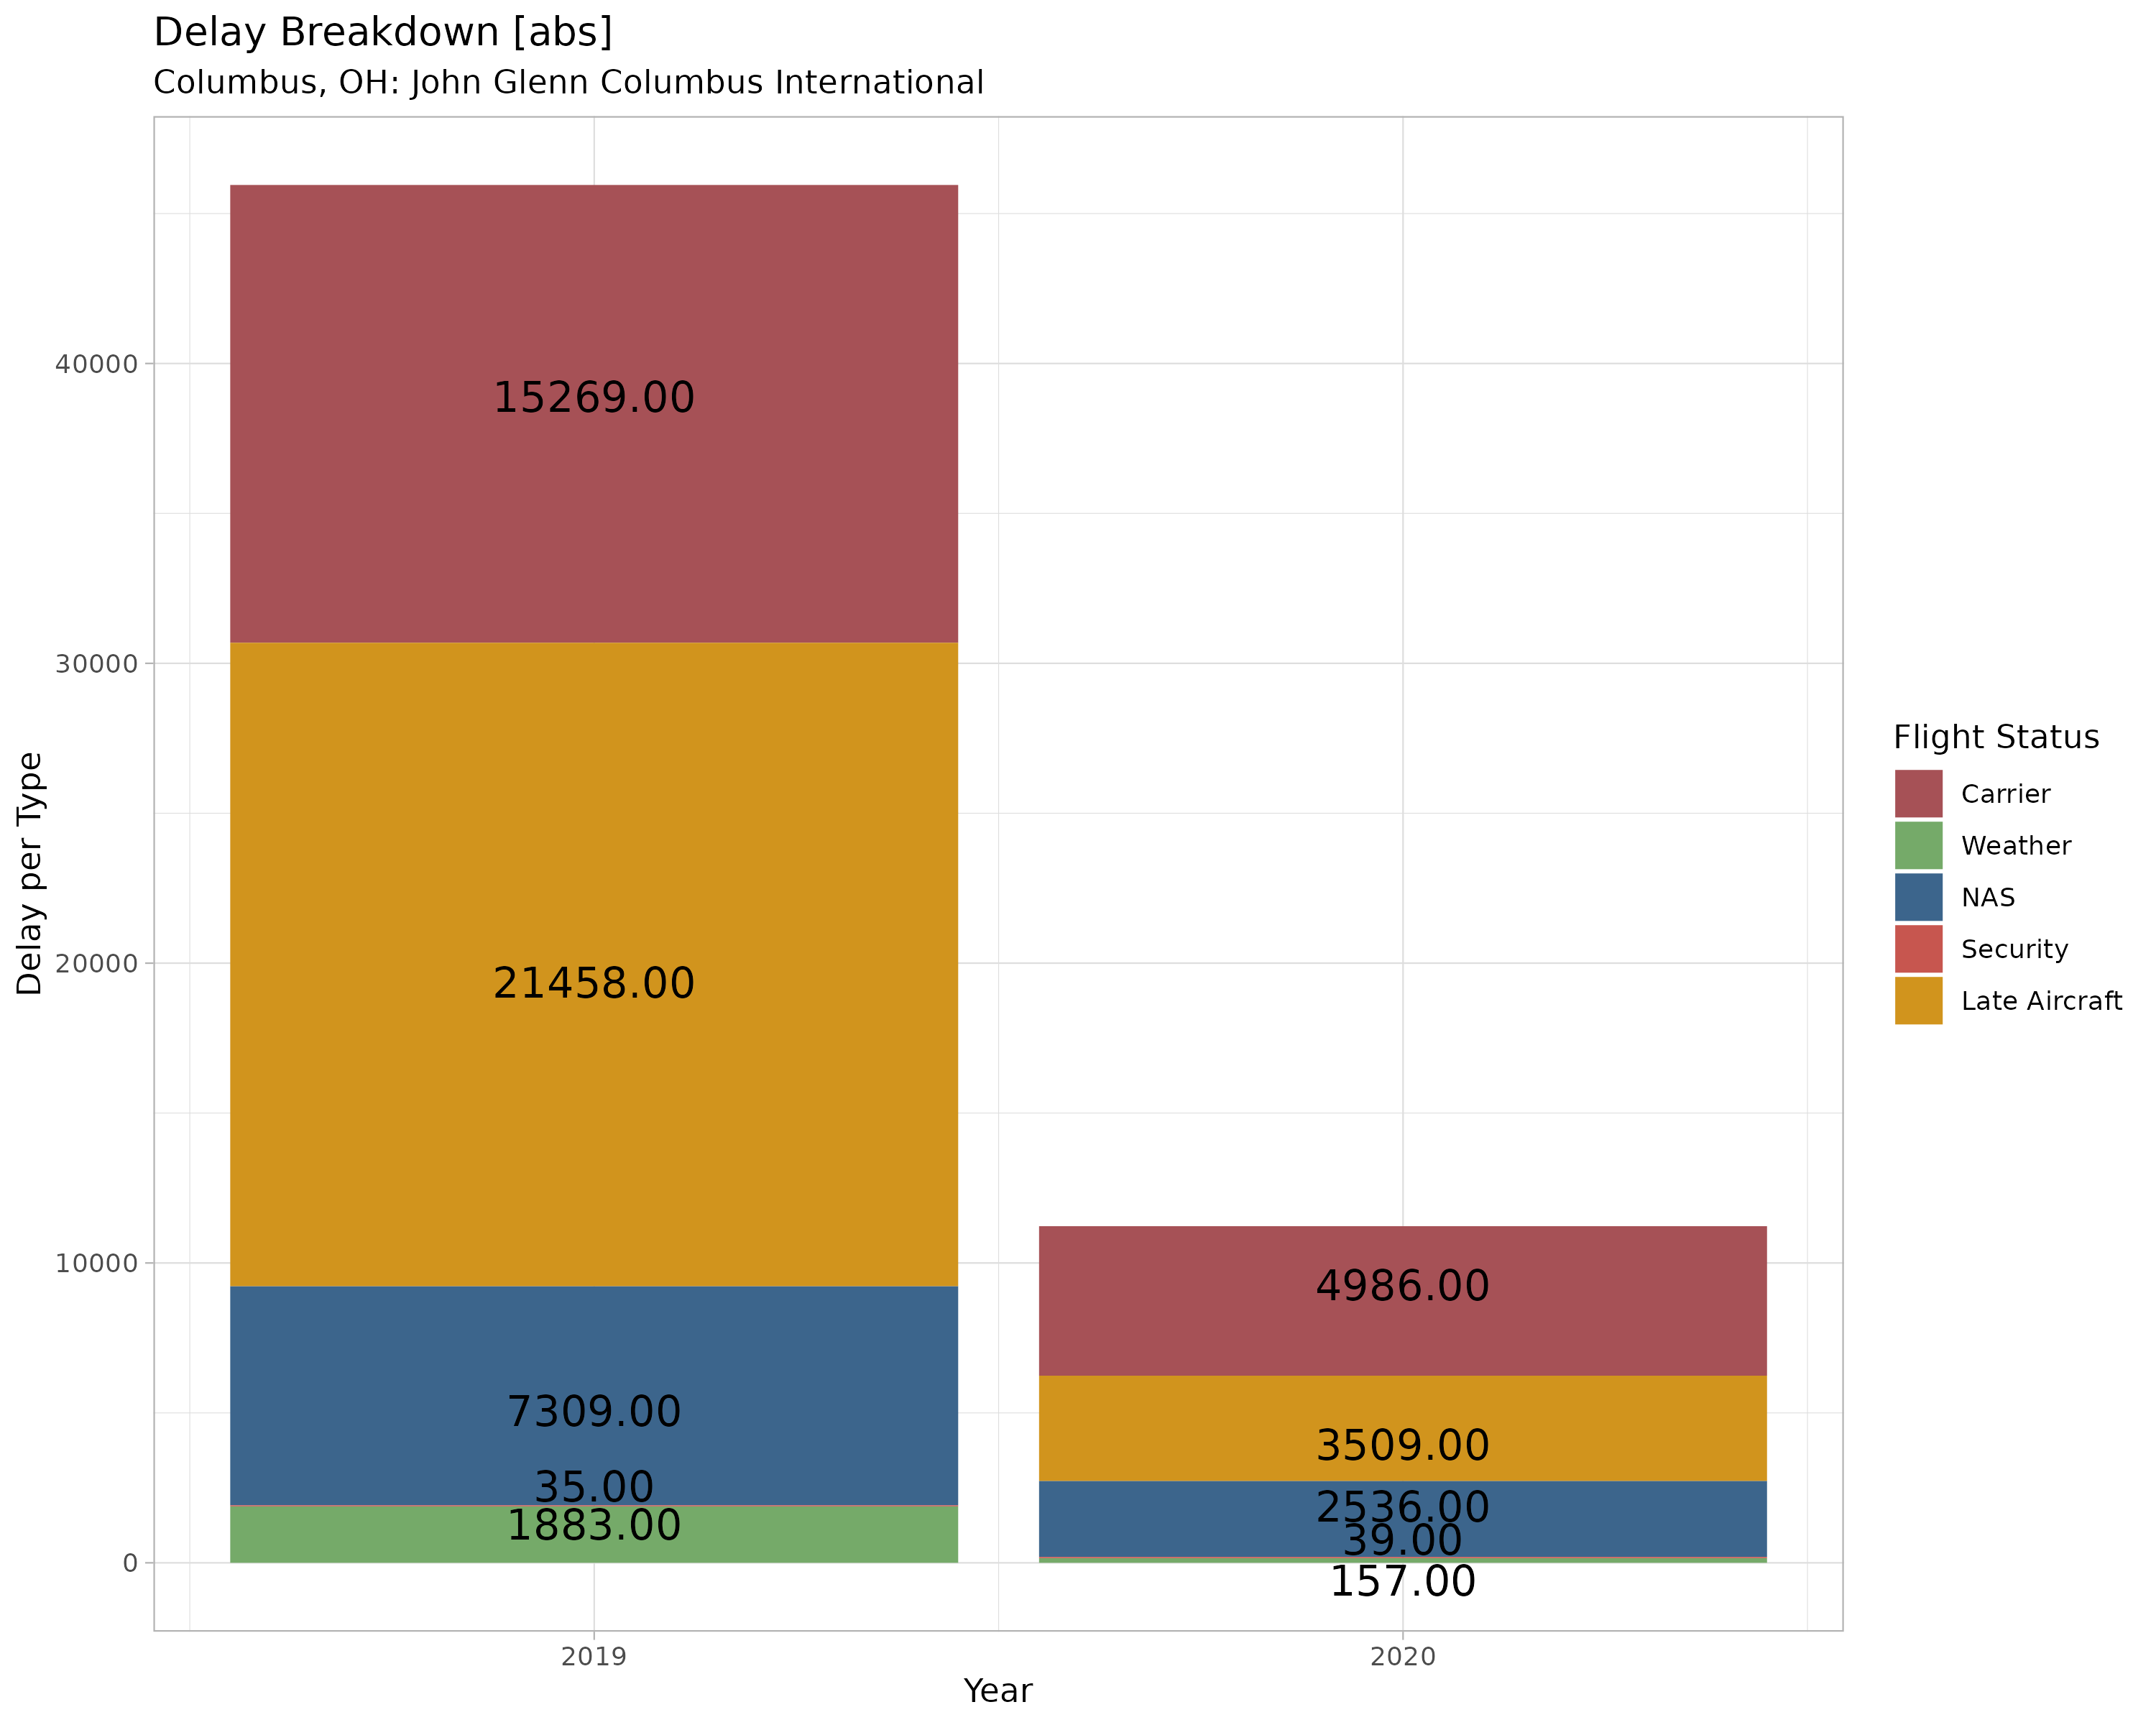 Delay Breakdown [abs]
Columbus, OH: John Glenn Columbus International
Delay per Type
40000
30000
20000
10000
0
15269.00
21458.00
7309.00
35.00
1883.00
4986.00
3509.00
2536.00
39.00
157.00
2019
2020
Year
Flight Status
Carrier
Weather
NAS
Security
Late Aircraft